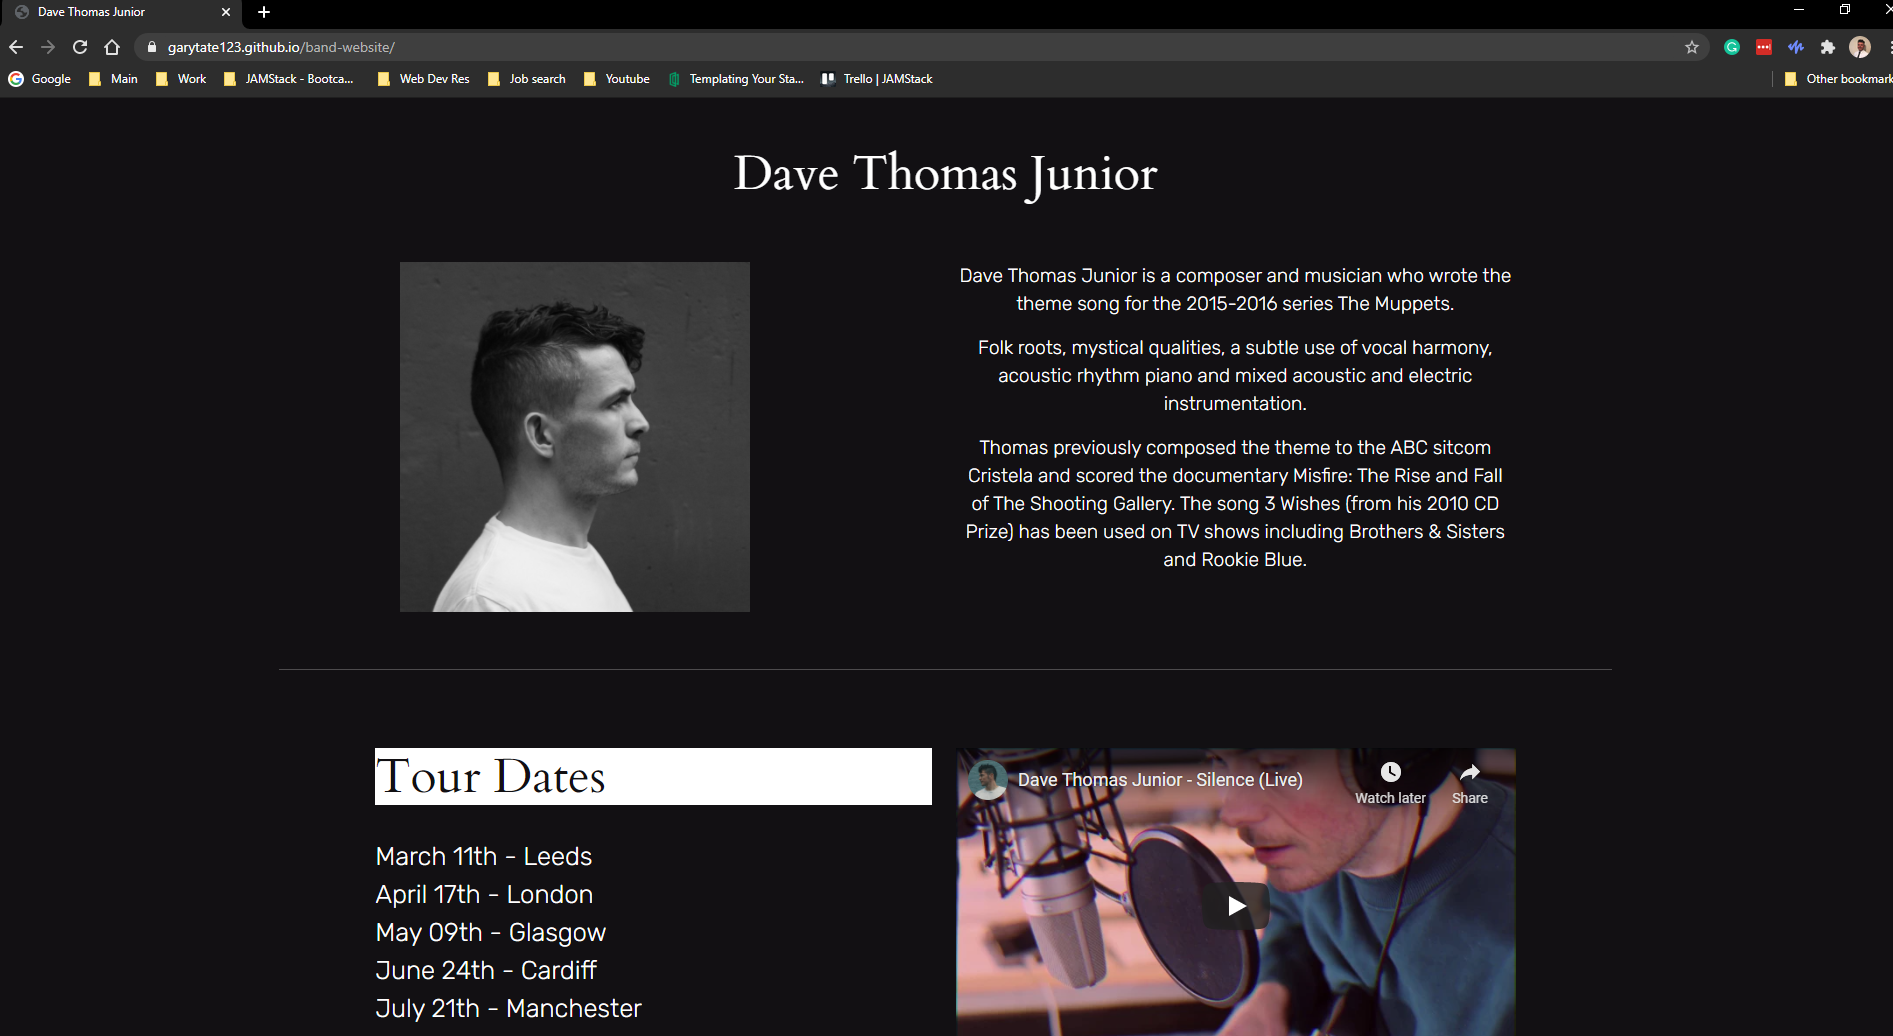 Dave Thomas Junior
garytate123.github.io/band-website/
Google Main Work JAMStack - Bootca... Web Dev Res Job search Youtube Templating Your Sta... Trello | JAMStack Other bookmark
Dave Thomas Junior
Dave Thomas Junior is a composer and musician who wrote the
theme song for the 2015-2016 series The Muppets.
Folk roots, mystical qualities, a subtle use of vocal harmony,
acoustic rhythm piano and mixed acoustic and electric
instrumentation.
Thomas previously composed the theme to the ABC sitcom
Cristela and scored the documentary Misfire: The Rise and Fall
of The Shooting Gallery. The song 3 Wishes (from his 2010 CD
Prize) has been used on TV shows including Brothers & Sisters
and Rookie Blue.
Tour Dates
March 11th - Leeds
April 17th - London
May 09th - Glasgow
June 24th - Cardiff
July 21th - Manchester
Dave Thomas Junior - Silence (Live)
Watch later
Share